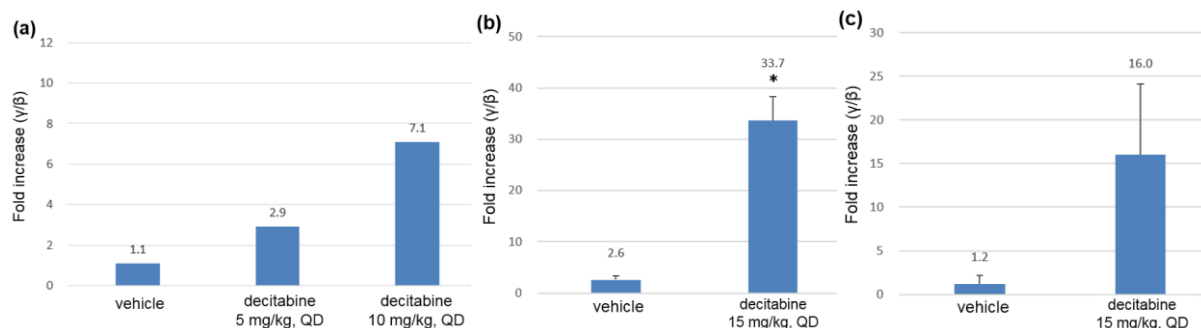 (a)
Fold increase (γ/β)
12
10
8
6
4
2
0
1.1
2.9
7.1
vehicle
decitabine
5 mg/kg, QD
decitabine
10 mg/kg, QD
(b)
Fold increase (γ/β)
50
40
30
20
10
0
2.6
33.7
*
vehicle
decitabine
15 mg/kg, QD
(c)
Fold increase (γ/β)
30
25
20
15
10
5
0
1.2
16.0
vehicle
decitabine
15 mg/kg, QD